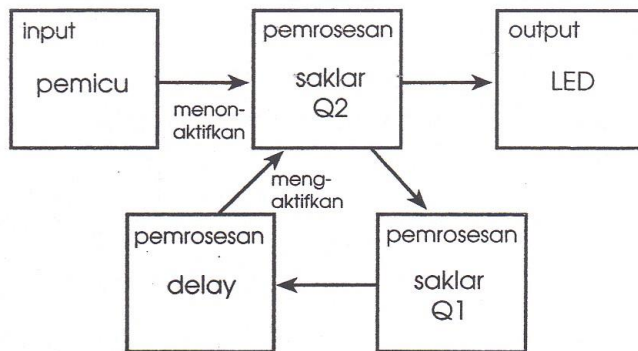 input
pemicu
menon-
aktifkan
pemrosesan
saklar
Q2
output
LED
meng-
aktifkan
pemrosesan
delay
pemrosesan
saklar
Q1